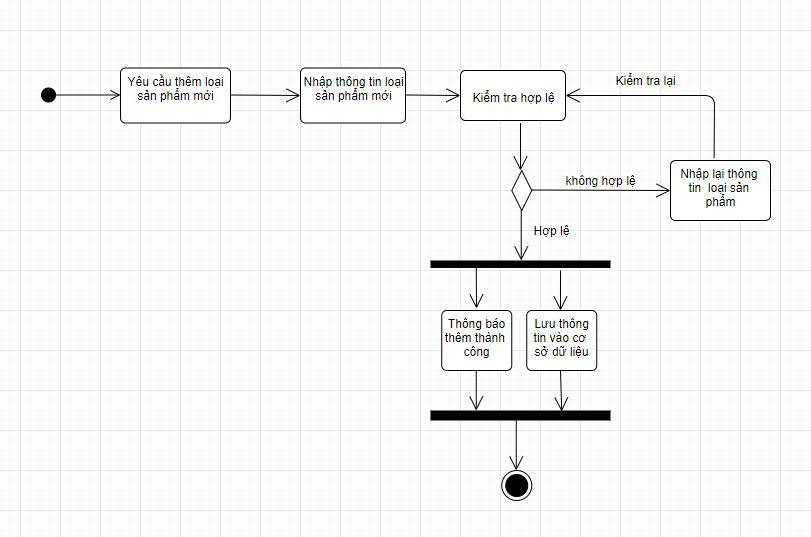 Yêu cầu thêm loại
sản phẩm mới
Nhập thông tin loại
sản phẩm mới
Kiểm tra hợp lệ
Kiểm tra lại
không hợp lệ
Nhập lại thông
tin loại sản
phẩm
Hợp lệ
Thông báo
thêm thành
công
Lưu thông
tin vào cơ
sở dữ liệu